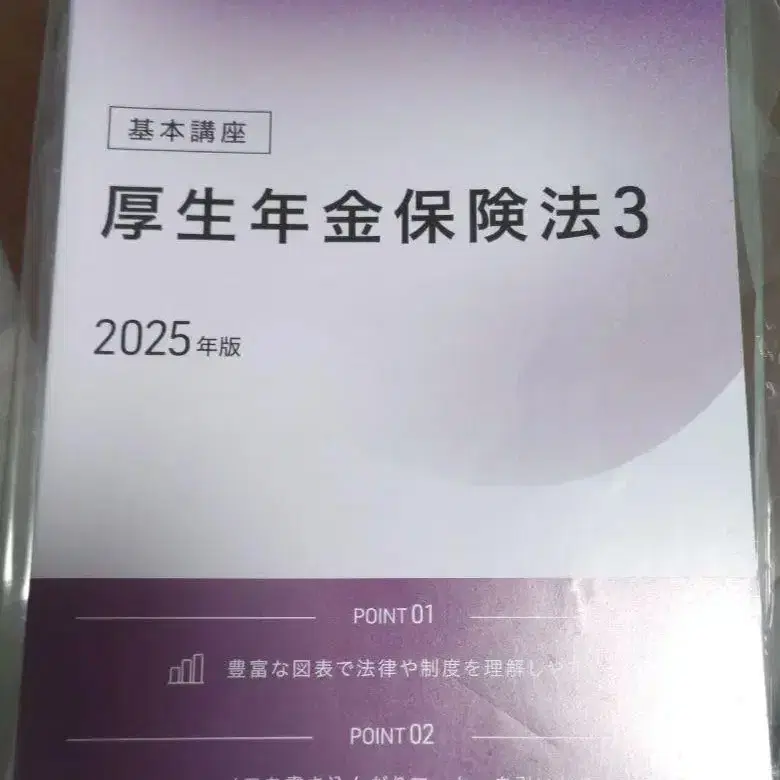 基本講座
厚生年金保険法3
2025年版
POINT 01
豊富な図表で法律や制度を理解しや
POINT 02